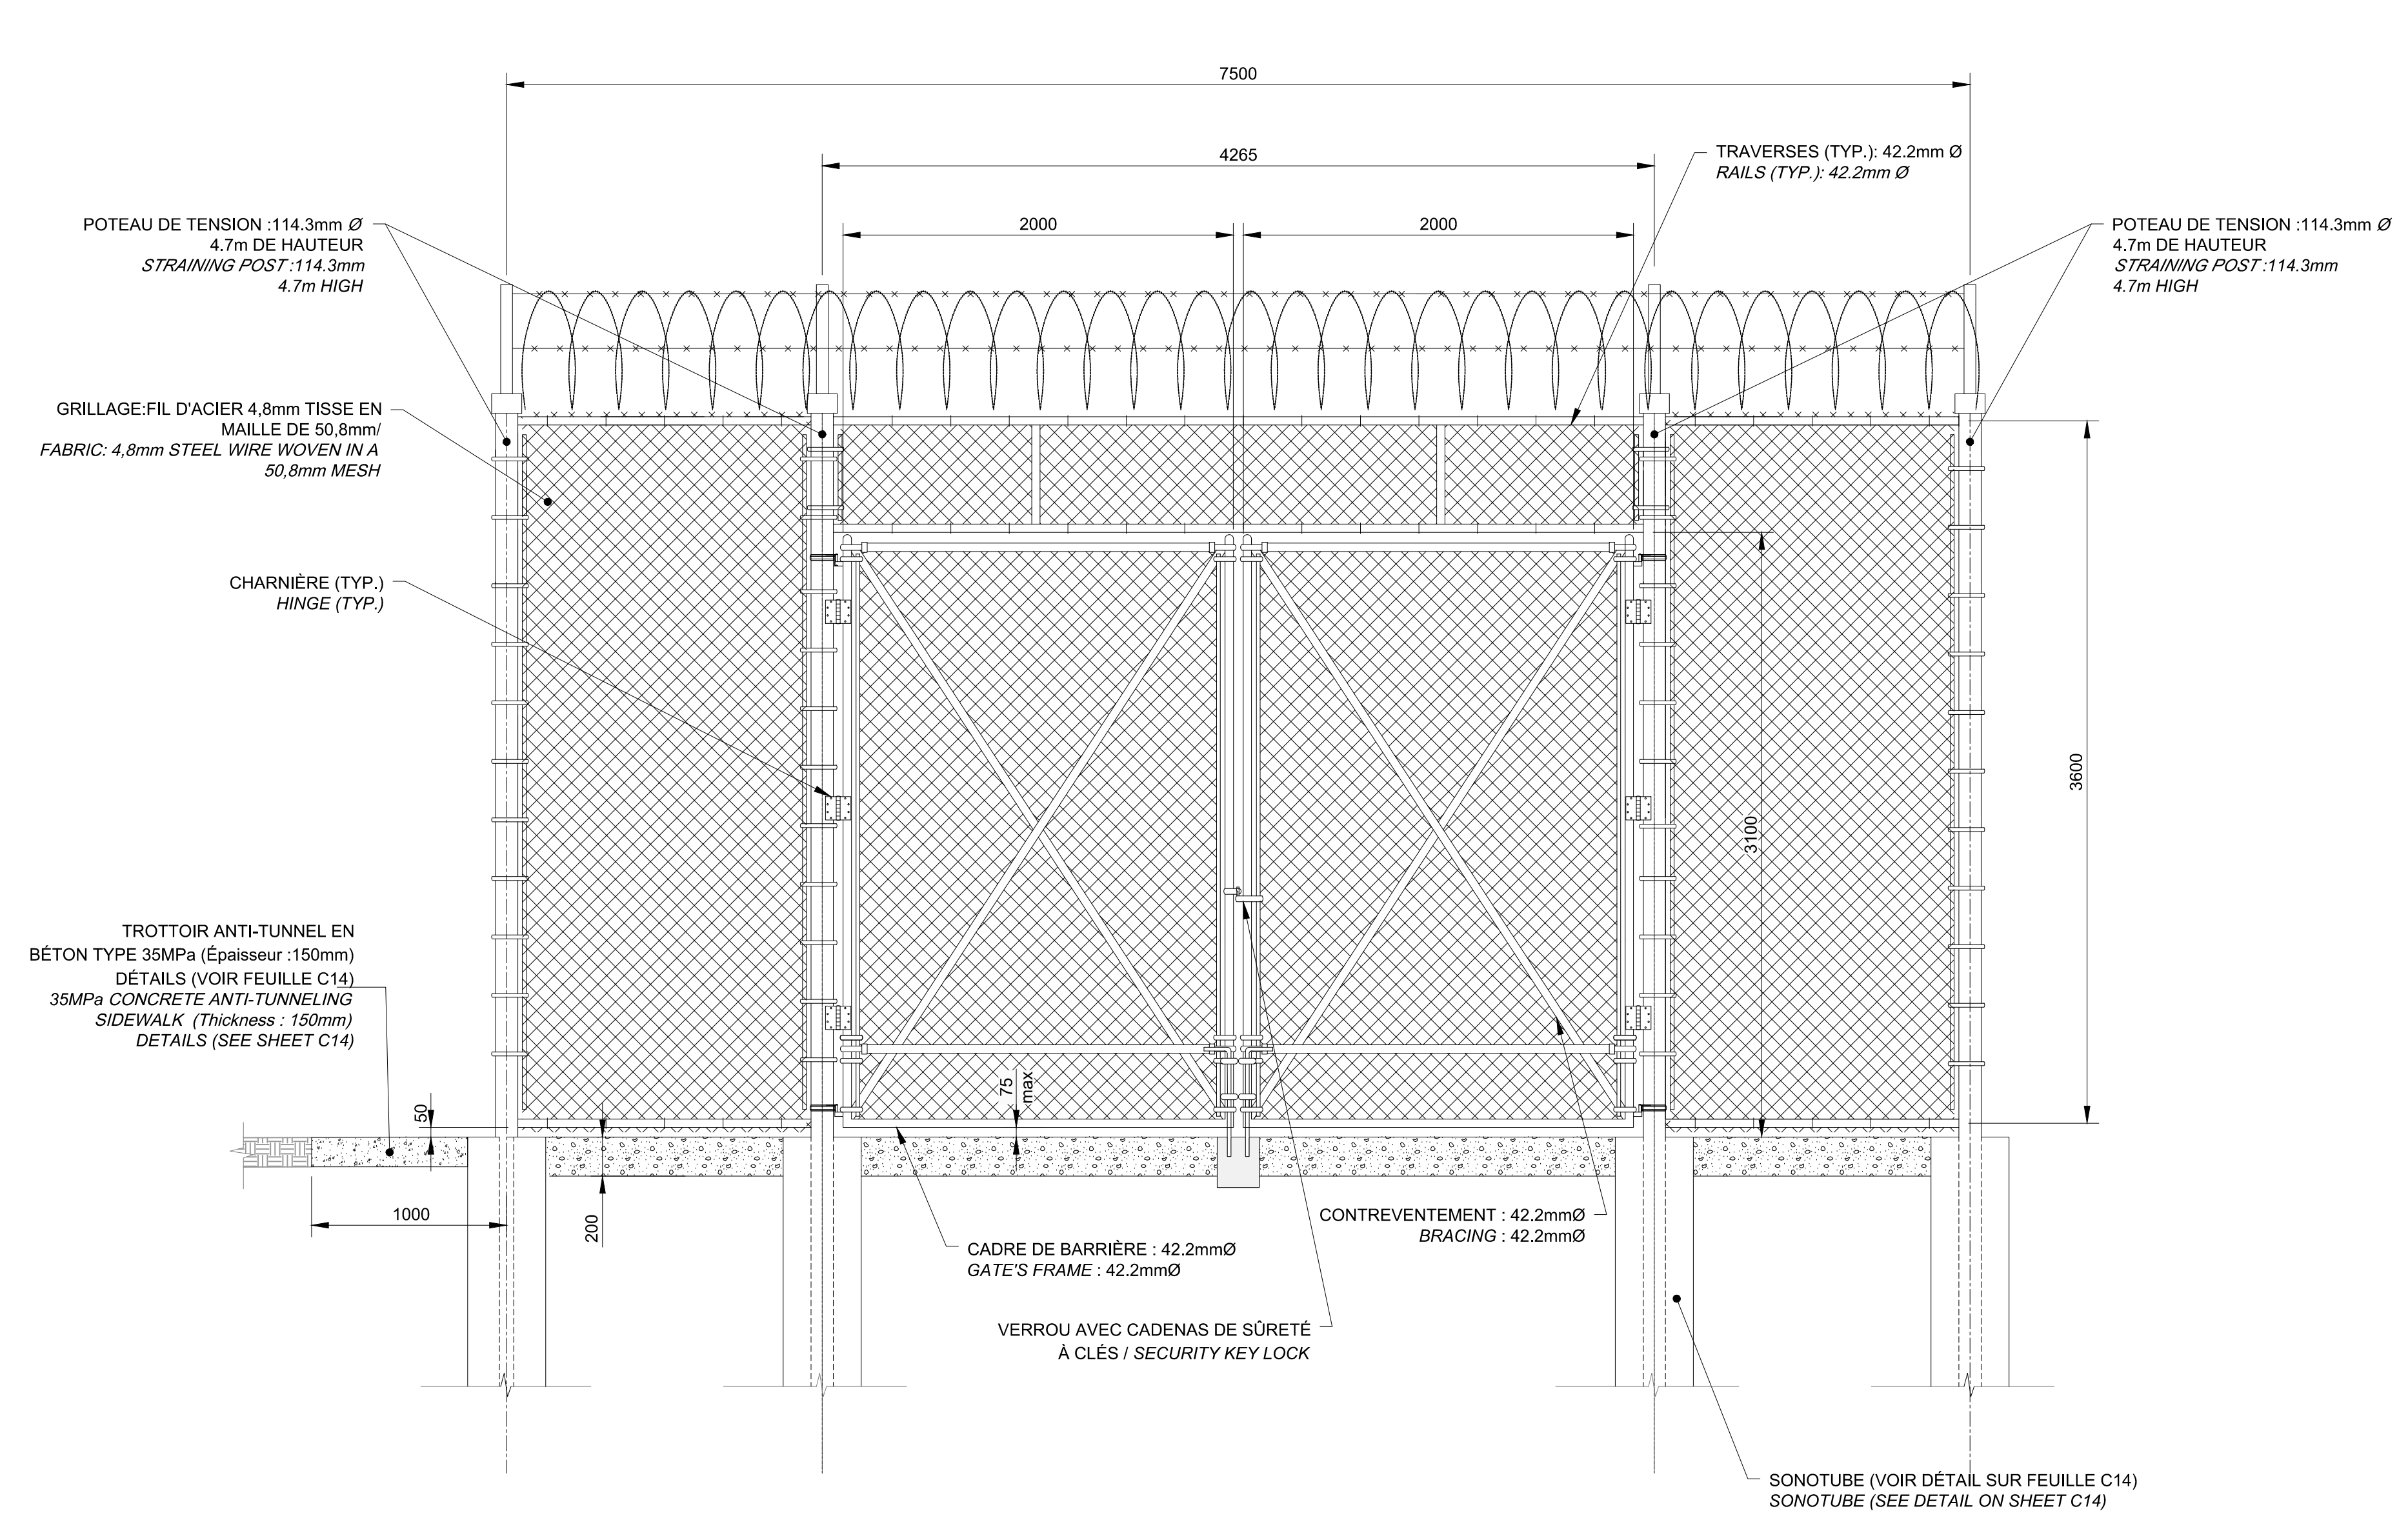 7500
4265
2000
2000
TRAVERSES (TYP.): 42.2mm Ø
RAILS (TYP.): 42.2mm Ø
POTEAU DE TENSION :114.3mm Ø
4.7m DE HAUTEUR
STRAINING POST :114.3mm
4.7m HIGH
POTEAU DE TENSION :114.3mm Ø
4.7m DE HAUTEUR
STRAINING POST :114.3mm
4.7m HIGH
GRILLAGE:FIL D'ACIER 4,8mm TISSE EN
MAILLE DE 50,8mm/
FABRIC: 4,8mm STEEL WIRE WOVEN IN A
50,8mm MESH
CHARNIÈRE (TYP.)
HINGE (TYP.)
3600
3100
TROTTOIR ANTI-TUNNEL EN
BÉTON TYPE 35MPa (Épaisseur :150mm)
DÉTAILS (VOIR FEUILLE C14)
35MPa CONCRETE ANTI-TUNNELING
SIDEWALK (Thickness : 150mm)
DETAILS (SEE SHEET C14)
50
75
max
1000
200
CONTREVENTEMENT : 42.2mmØ
BRACING : 42.2mmØ
CADRE DE BARRIÈRE : 42.2mmØ
GATE'S FRAME : 42.2mmØ
VERROU AVEC CADENAS DE SÛRETÉ
À CLÉS / SECURITY KEY LOCK
SONOTUBE (VOIR DÉTAIL SUR FEUILLE C14)
SONOTUBE (SEE DETAIL ON SHEET C14)